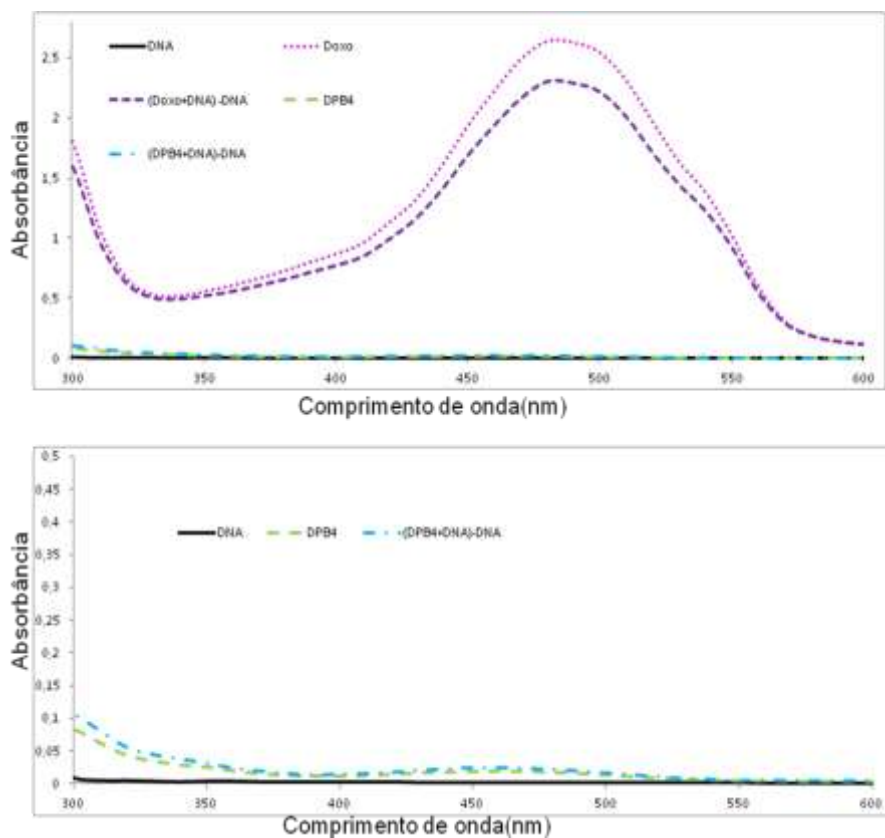 Absorbância
2.5
2
1,5
1
0,5
0
DNA
Doxo
(Doxo+DNA) -DNA
DPB4
(DPB4+DNA)-DNA
300 350 400 450 500 550 600
Comprimento de onda(nm)
Absorbância
0,5
0,45
0,4
0,35
0,3
0,25
0,2
0,15
0,1
0,05
0
DNA DPB4 (DPB4+DNA)-DNA
300 350 400 450 500 550 600
Comprimento de onda(nm)